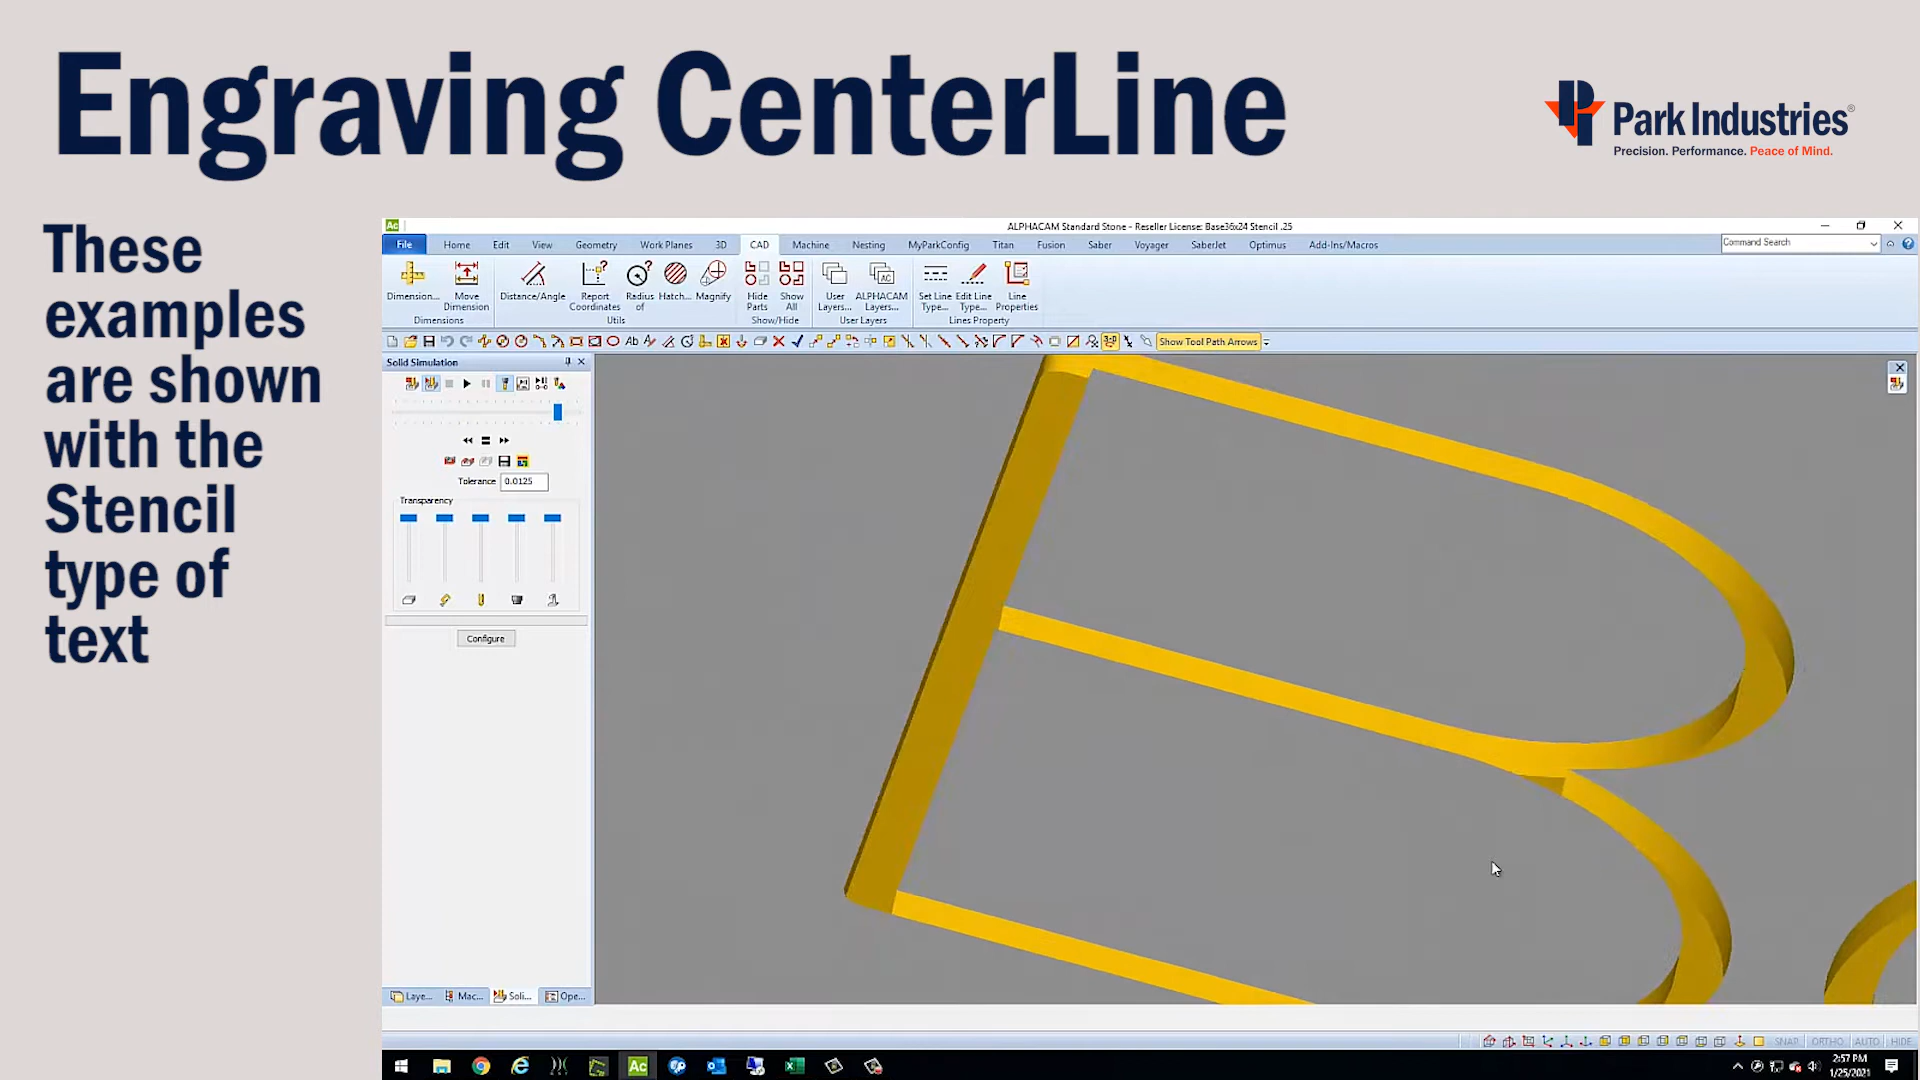 Engraving CenterLine
Park Industries®
Precision. Performance. Peace of Mind.
These
examples
are shown
with the
Stencil
type of
text
Ac
ALPHACAM Standard Stone - Reseller License: Base36x24 Stencil .25
File Home Edit View Geometry Work Planes 3D CAD Machine Nesting MyParkConfig Titan Fusion Saber Voyager SaberJet Optimus Add-Ins/Macros
Command Search
Dimension... Move Dimension Distance/Angle Report Coordinates Radius of Hatch... Magnify Hide Parts Show All User Layers... ALPHACAM Layers... Set Line Type... Edit Line Type... Line Properties
Dimensions Utils Show/Hide User Layers Lines Property
Ab Show Tool Path Arrows
Solid Simulation
Tolerance 0.0125
Transparency
Configure
Laye... Mac... Soli... Ope...
SNAP ORTHO AUTO HIDE
Ac
2:57 PM
1/25/2021